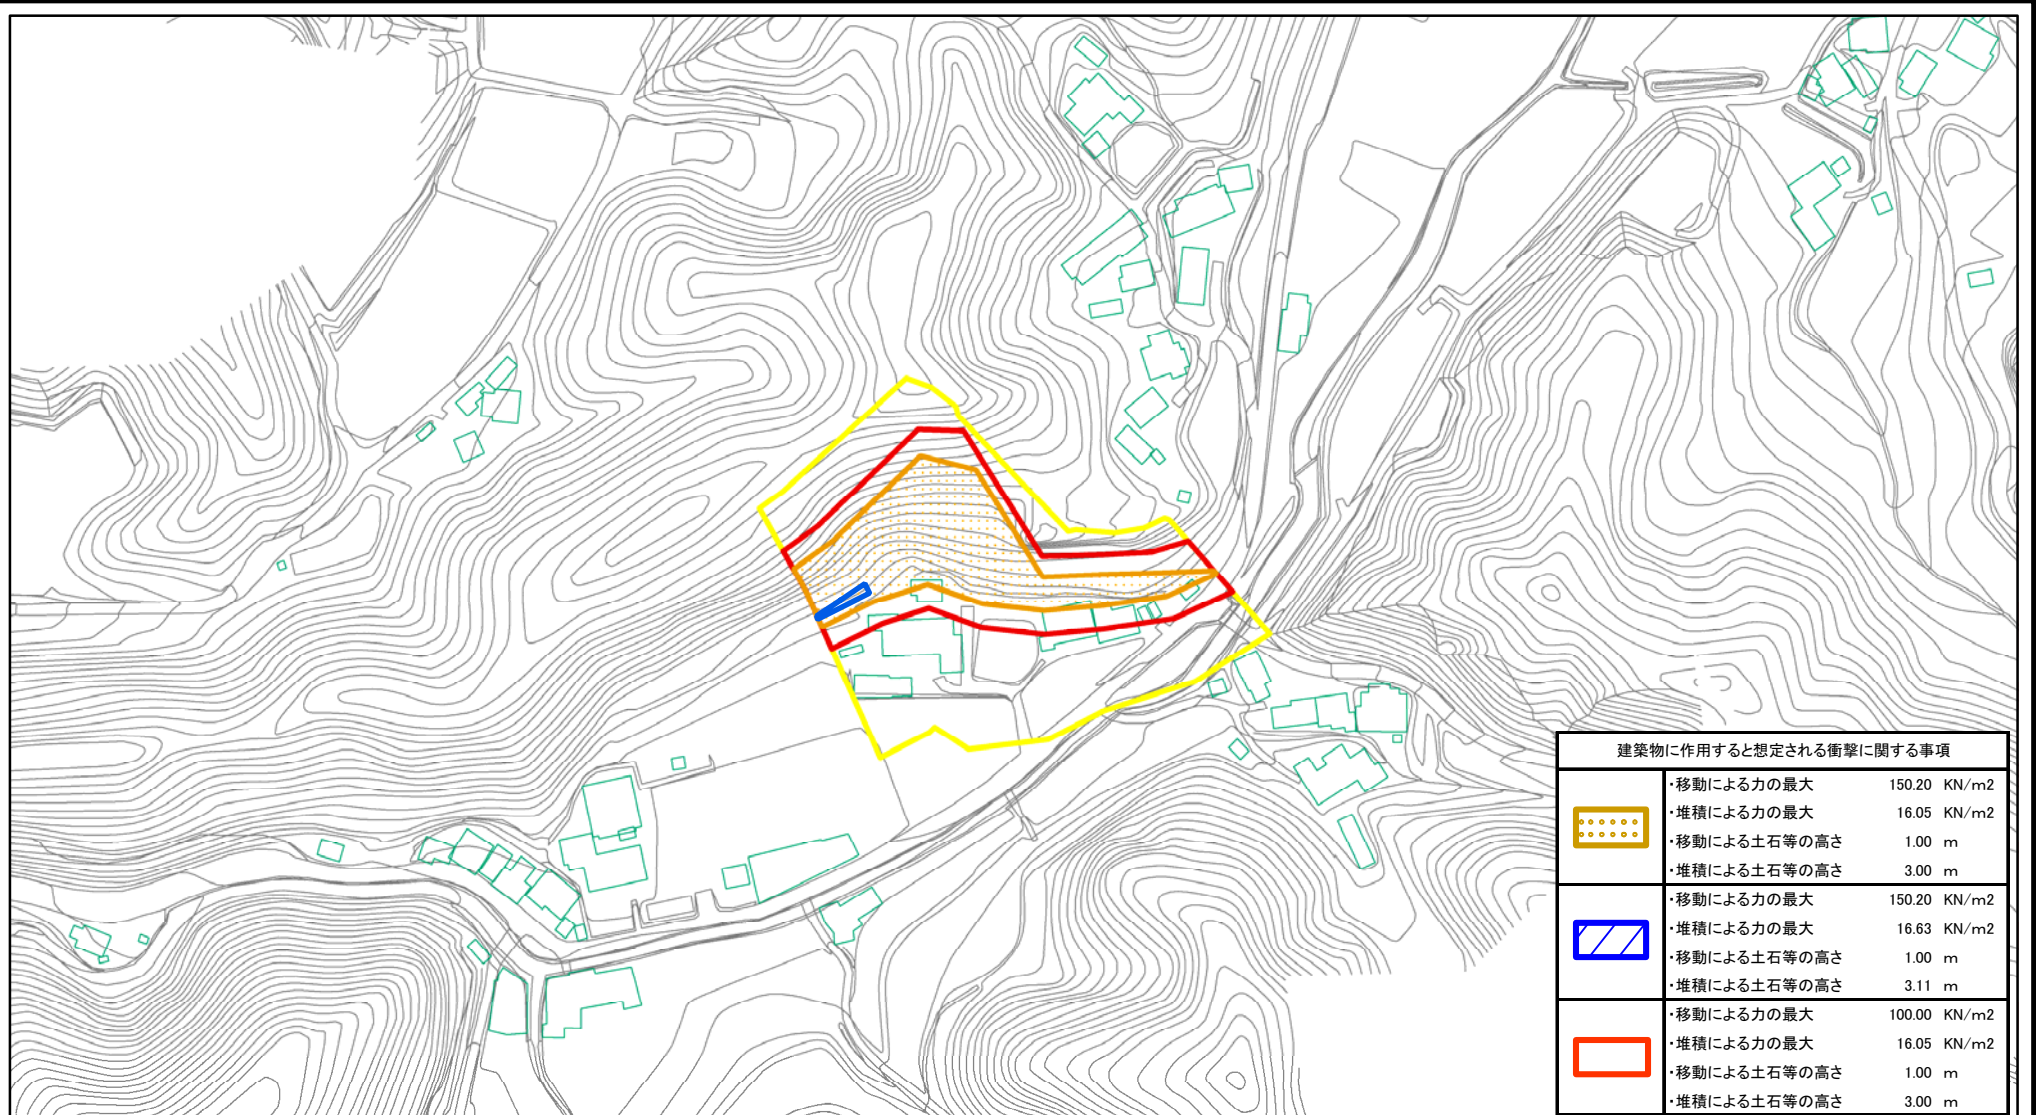 建築物に作用すると想定される衝撃に関する事項
・移動による力の最大 150.20 KN/m2
・堆積による力の最大 16.05 KN/m2
・移動による土石等の高さ 1.00 m
・堆積による土石等の高さ 3.00 m
・移動による力の最大 150.20 KN/m2
・堆積による力の最大 16.63 KN/m2
・移動による土石等の高さ 1.00 m
・堆積による土石等の高さ 3.11 m
・移動による力の最大 100.00 KN/m2
・堆積による力の最大 16.05 KN/m2
・移動による土石等の高さ 1.00 m
・堆積による土石等の高さ 3.00 m